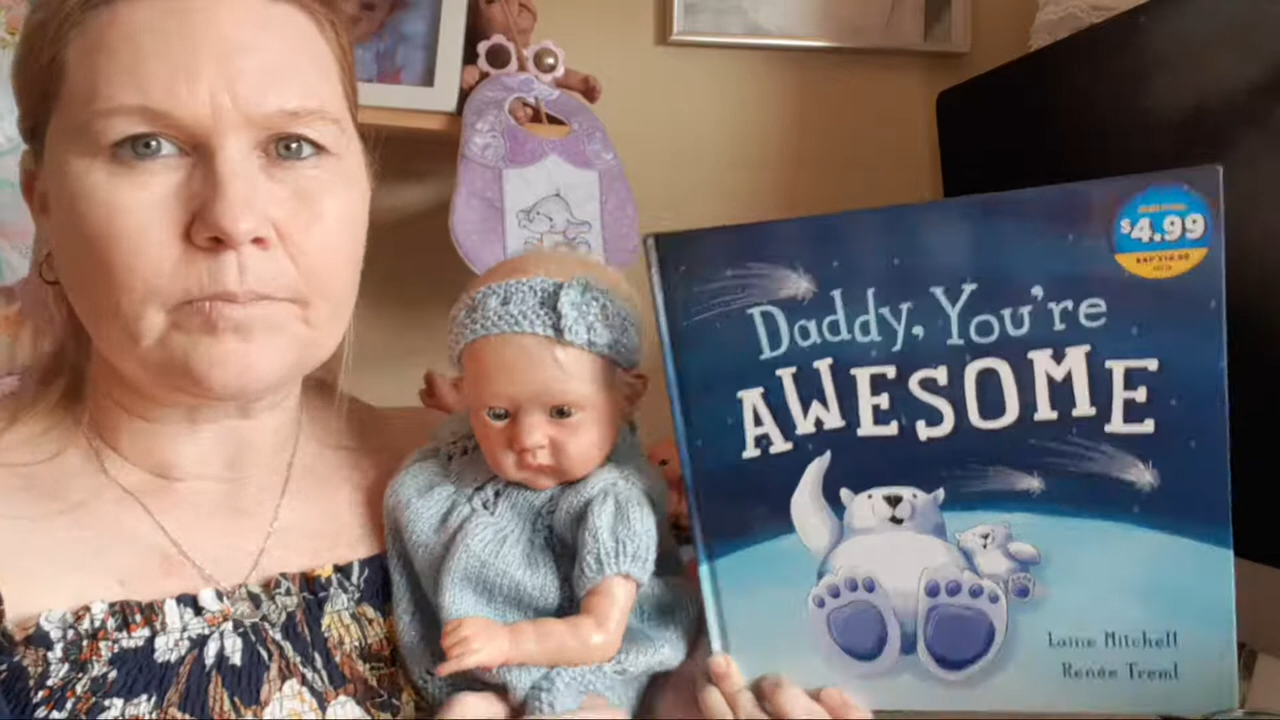 $4.99
Daddy, You're
AWESOME
Laine Mitchell
Renée Treml